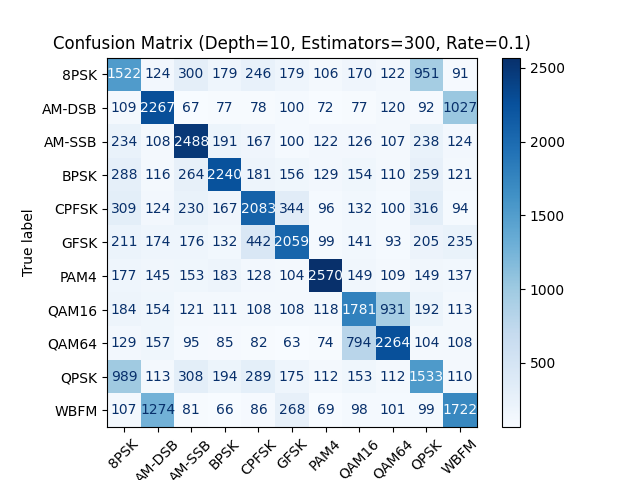 Confusion Matrix (Depth=10, Estimators=300, Rate=0.1)
8PSK 1522 124 300 179 246 179 106 170 122 951 91
AM-DSB 109 2267 67 77 78 100 72 77 120 92 1027
AM-SSB 234 108 2488 191 167 100 122 126 107 238 124
BPSK 288 116 264 2240 181 156 129 154 110 259 121
CPFSK 309 124 230 167 2083 344 96 132 100 316 94
GFSK 211 174 176 132 442 2059 99 141 93 205 235
PAM4 177 145 153 183 128 104 2570 149 109 149 137
QAM16 184 154 121 111 108 108 118 1781 931 192 113
QAM64 129 157 95 85 82 63 74 794 2264 104 108
QPSK 989 113 308 194 289 175 112 153 112 1533 110
WBFM 107 1274 81 66 86 268 69 98 101 99 1722
8PSK AM-DSB AM-SSB BPSK CPFSK GFSK PAM4 QAM16 QAM64 QPSK WBFM
True label
2500
2000
1500
1000
500